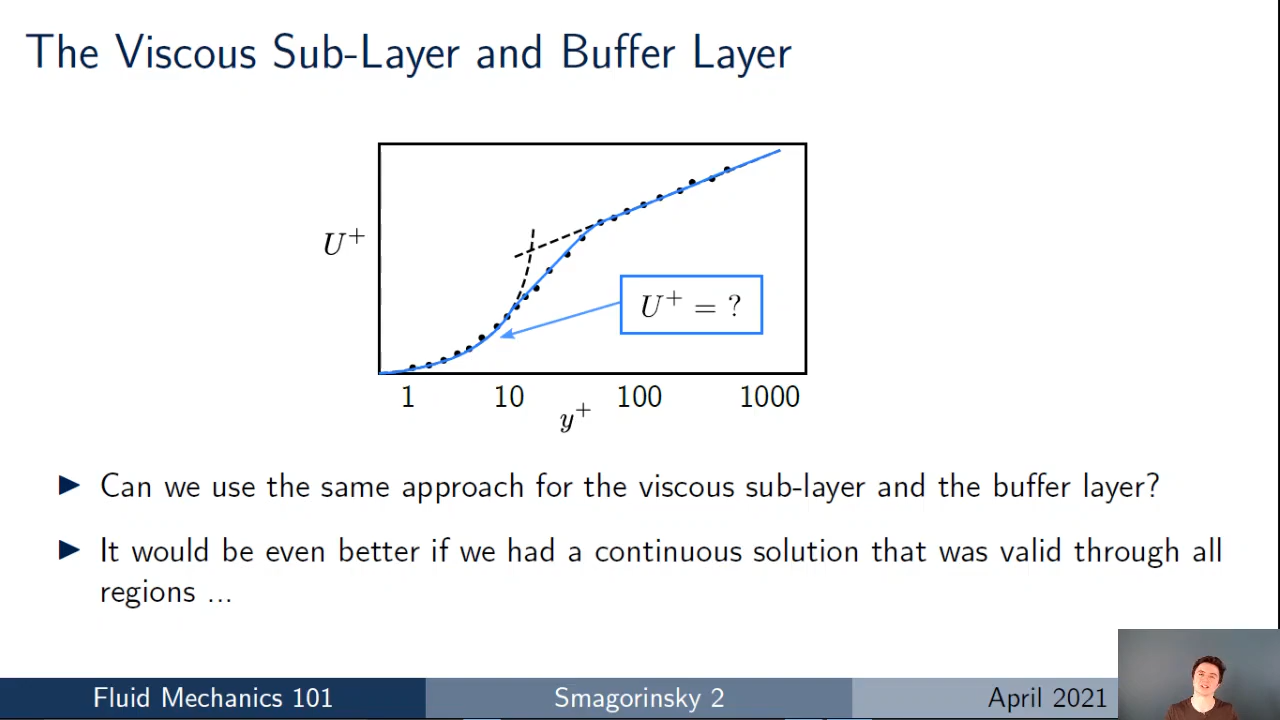 The Viscous Sub-Layer and Buffer Layer
U⁺
U⁺ = ?
1 10 100 1000
y⁺
▶ Can we use the same approach for the viscous sub-layer and the buffer layer?
▶ It would be even better if we had a continuous solution that was valid through all
regions ...
Fluid Mechanics 101 Smagorinsky 2 April 2021